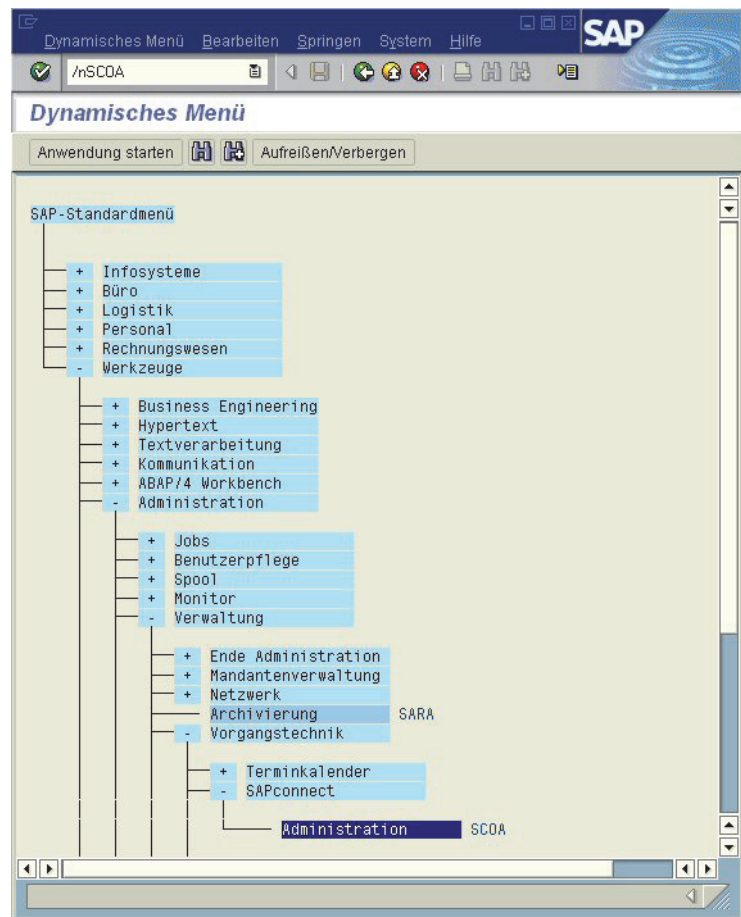 Dynamisches Menü Bearbeiten Springen System Hilfe
SAP
/nSCOA
Dynamisches Menü
Anwendung starten Aufreißen/Verbergen
SAP-Standardmenü
+ Infosysteme
+ Büro
+ Logistik
+ Personal
+ Rechnungswesen
- Werkzeuge
+ Business Engineering
+ Hypertext
+ Textverarbeitung
+ Kommunikation
+ ABAP/4 Workbench
- Administration
+ Jobs
+ Benutzerpflege
+ Spool
+ Monitor
- Verwaltung
+ Ende Administration
+ Mandantenverwaltung
+ Netzwerk
Archivierung SARA
- Vorgangstechnik
+ Terminkalender
- SAPconnect
Administration SCOA